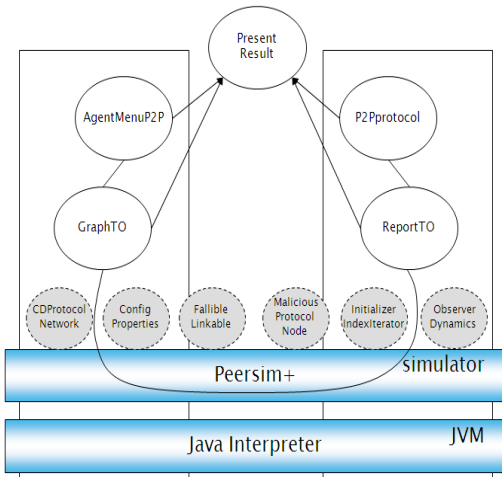 Present
Result
AgentMenuP2P
P2Pprotocol
GraphTO
ReportTO
CDProtocol
Network
Config
Properties
Fallible
Linkable
Malicious
Protocol
Node
Initializer
IndexIterator
Observer
Dynamics
simulator
Peersim+
JVM
Java Interpreter